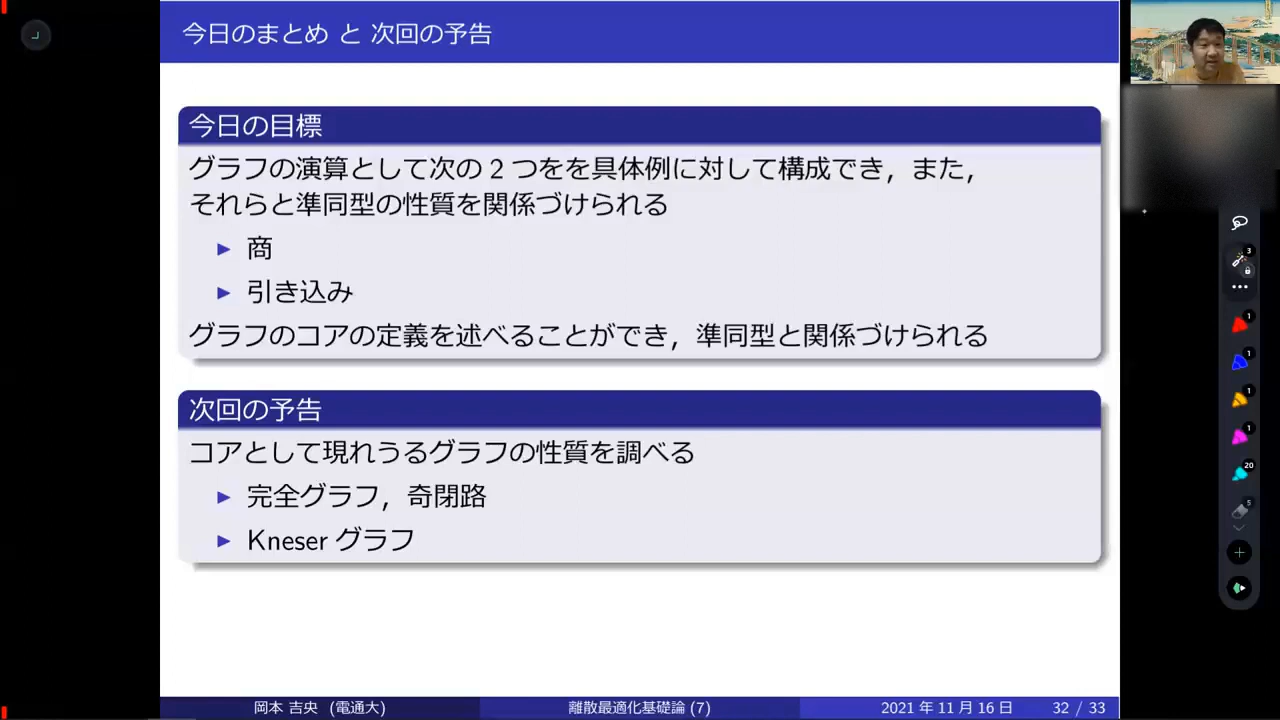 今日のまとめ と 次回の予告
今日の目標
グラフの演算として次の 2 つをを具体例に対して構成でき，また，
それらと準同型の性質を関係づけられる
▶ 商
▶ 引き込み
グラフのコアの定義を述べることができ，準同型と関係づけられる
次回の予告
コアとして現れうるグラフの性質を調べる
▶ 完全グラフ，奇閉路
▶ Kneser グラフ
岡本 吉央 (電通大)
離散最適化基礎論 (7)
2021 年 11 月 16 日
32 / 33
3
1
1
1
1
20
5